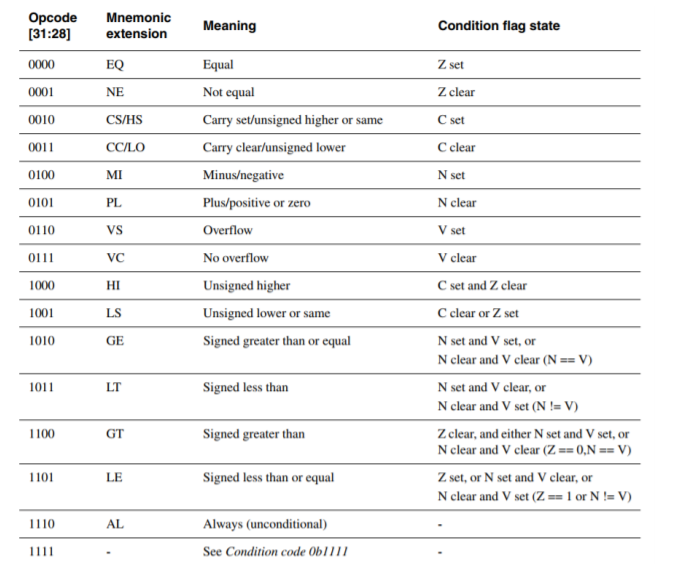 Opcode Mnemonic
[31:28] extension Meaning Condition flag state
0000 EQ Equal Z set
0001 NE Not equal Z clear
0010 CS/HS Carry set/unsigned higher or same C set
0011 CC/LO Carry clear/unsigned lower C clear
0100 MI Minus/negative N set
0101 PL Plus/positive or zero N clear
0110 VS Overflow V set
0111 VC No overflow V clear
1000 HI Unsigned higher C set and Z clear
1001 LS Unsigned lower or same C clear or Z set
1010 GE Signed greater than or equal N set and V set, or
N clear and V clear (N == V)
1011 LT Signed less than N set and V clear, or
N clear and V set (N != V)
1100 GT Signed greater than Z clear, and either N set and V set, or
N clear and V clear (Z == 0,N == V)
1101 LE Signed less than or equal Z set, or N set and V clear, or
N clear and V set (Z == 1 or N != V)
1110 AL Always (unconditional) -
1111 - See Condition code 0b1111 -